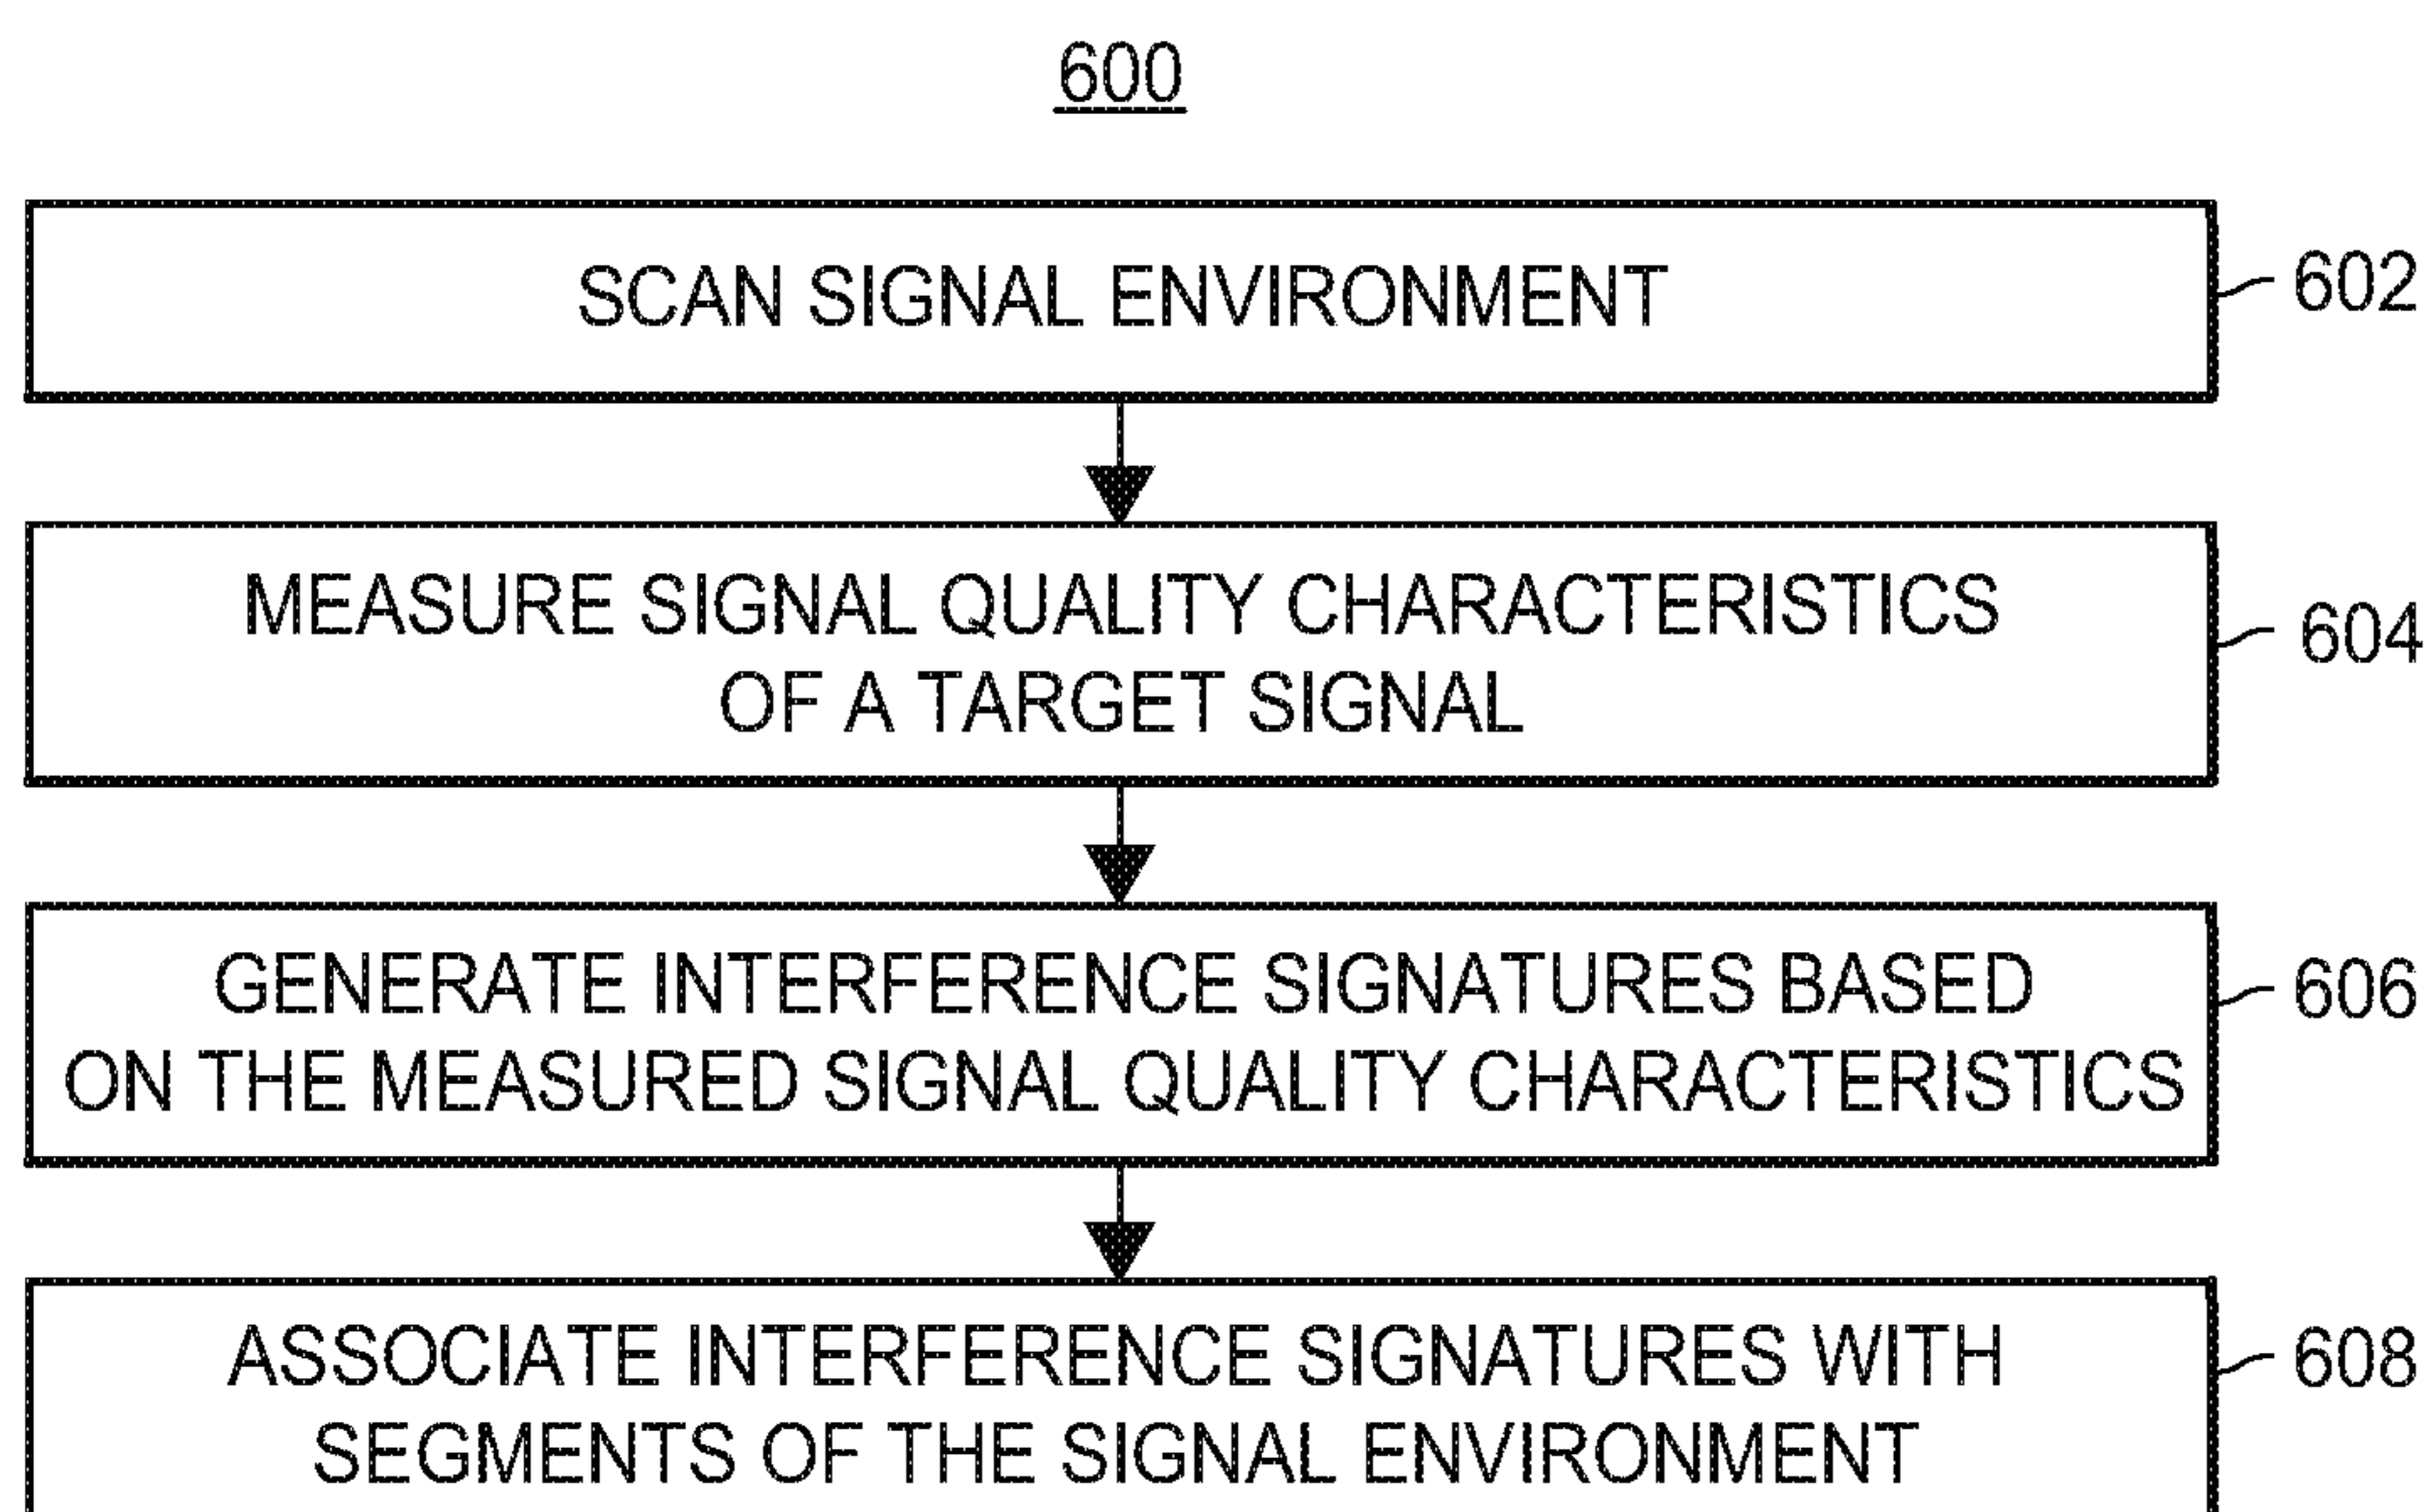 600
SCAN SIGNAL ENVIRONMENT
602
MEASURE SIGNAL QUALITY CHARACTERISTICS
OF A TARGET SIGNAL
604
GENERATE INTERFERENCE SIGNATURES BASED
ON THE MEASURED SIGNAL QUALITY CHARACTERISTICS
606
ASSOCIATE INTERFERENCE SIGNATURES WITH
SEGMENTS OF THE SIGNAL ENVIRONMENT
608